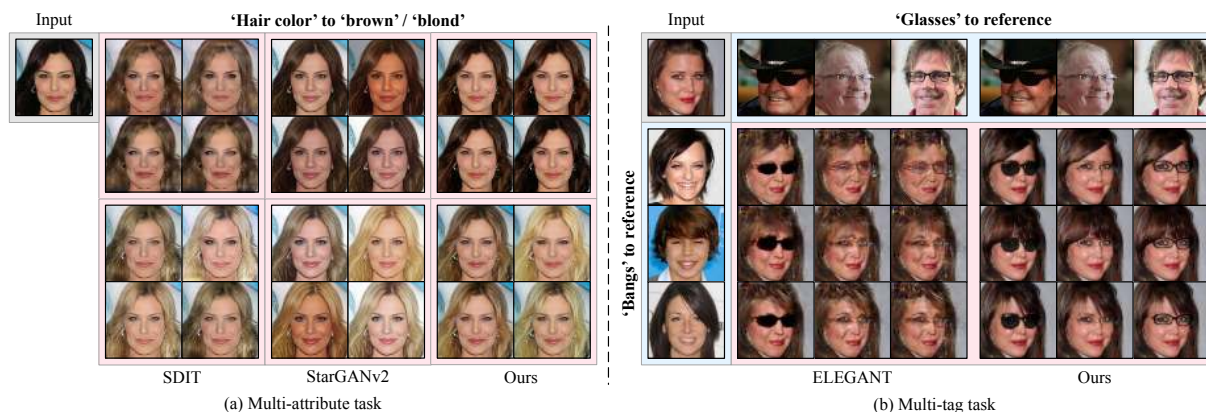 Input
'Hair color' to 'brown' / 'blond'
SDIT
StarGANv2
Ours
(a) Multi-attribute task
Input
'Glasses' to reference
'Bangs' to reference
ELEGANT
Ours
(b) Multi-tag task